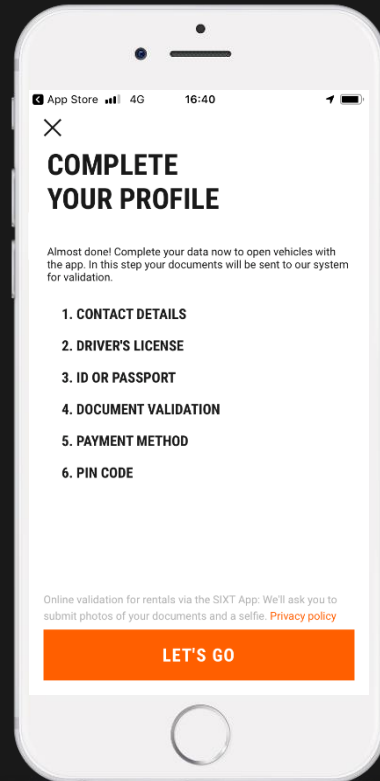 App Store 4G 16:40
COMPLETE
YOUR PROFILE
Almost done! Complete your data now to open vehicles with
the app. In this step your documents will be sent to our system
for validation.
1. CONTACT DETAILS
2. DRIVER'S LICENSE
3. ID OR PASSPORT
4. DOCUMENT VALIDATION
5. PAYMENT METHOD
6. PIN CODE
Online validation for rentals via the SIXT App: We'll ask you to
submit photos of your documents and a selfie. Privacy policy
LET'S GO